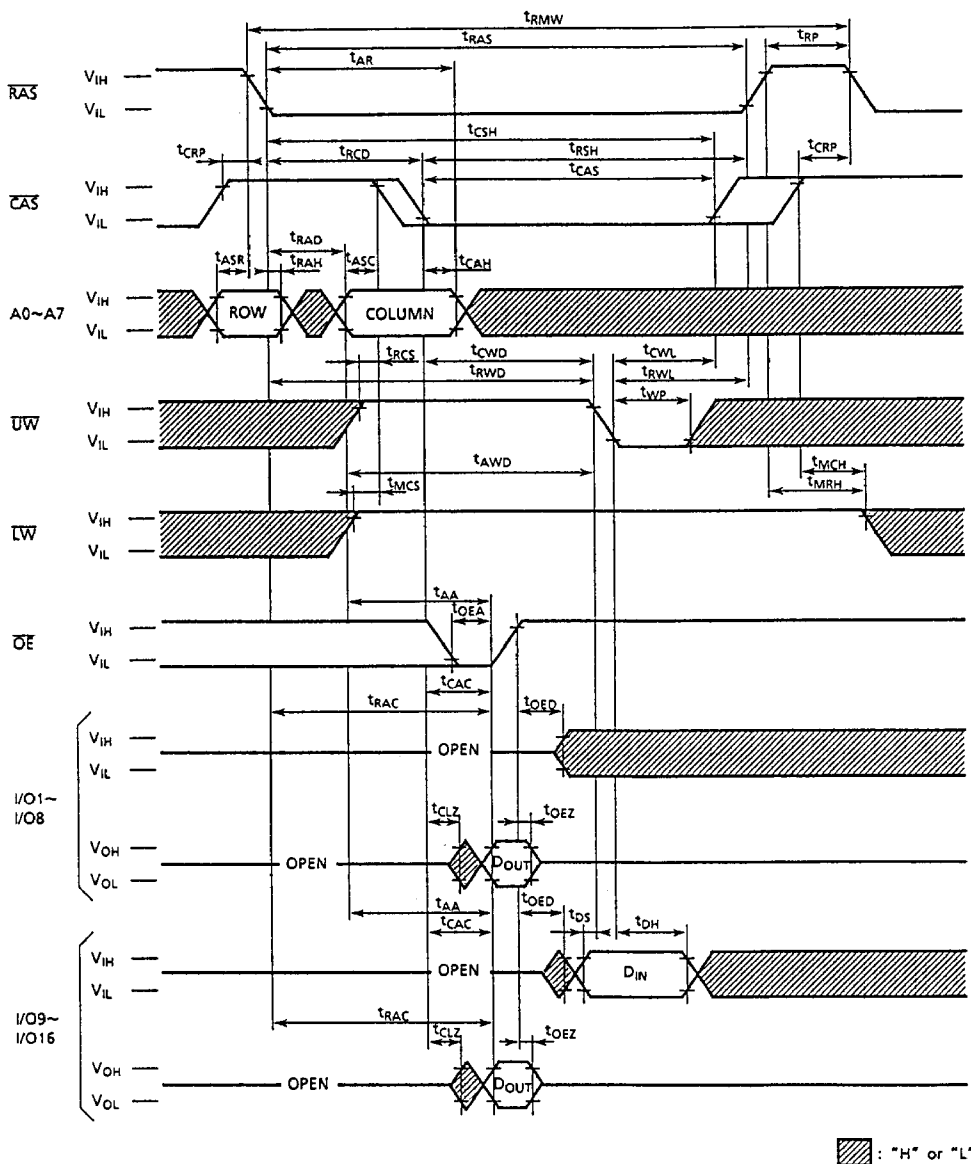 tRMW
tRAS
tRP
tAR
RAS
VIH
VIL
tCSH
tCRP
tRCD
tRSH
tCRP
tCAS
CAS
VIH
VIL
tRAD
tASR
tRAH
tASC
tCAH
A0~A7
VIH
VIL
ROW
COLUMN
tRCS
tCWD
tCWL
tRWD
tRWL
tWP
UW
VIH
VIL
tAWD
tMCH
tMCS
tMRH
LW
VIH
VIL
tAA
tOEA
OE
VIH
VIL
tCAC
tRAC
tOED
VIH
VIL
OPEN
I/O1~
I/O8
tCLZ
tOEZ
VOH
VOL
OPEN
DOUT
tAA
tOED
tCAC
tDS
tDH
VIH
VIL
OPEN
DIN
I/O9~
I/O16
tRAC
tCLZ
tOEZ
VOH
VOL
OPEN
DOUT
: "H" or "L"